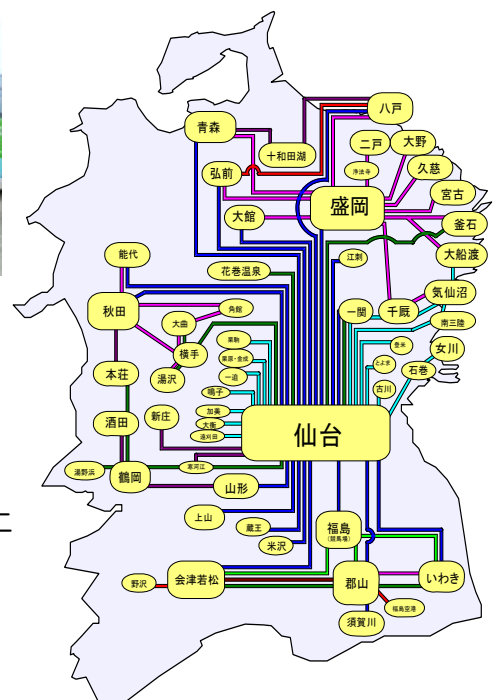 八戸
青森
二戸
大野
十和田湖
久慈
弘前
浄法寺
宮古
盛岡
大館
釜石
能代
大船渡
江刺
花巻温泉
気仙沼
秋田
角館
一関
千厩
大曲
南三陸
栗駒
横手
登米
女川
栗原・金成
とよま
本荘
湯沢
一迫
石巻
鳴子
古川
加美
酒田
新庄
大衡
仙台
遠刈田
湯野浜
鶴岡
寒河江
山形
上山
蔵王
福島
(競馬場)
米沢
野沢
会津若松
郡山
いわき
福島空港
須賀川